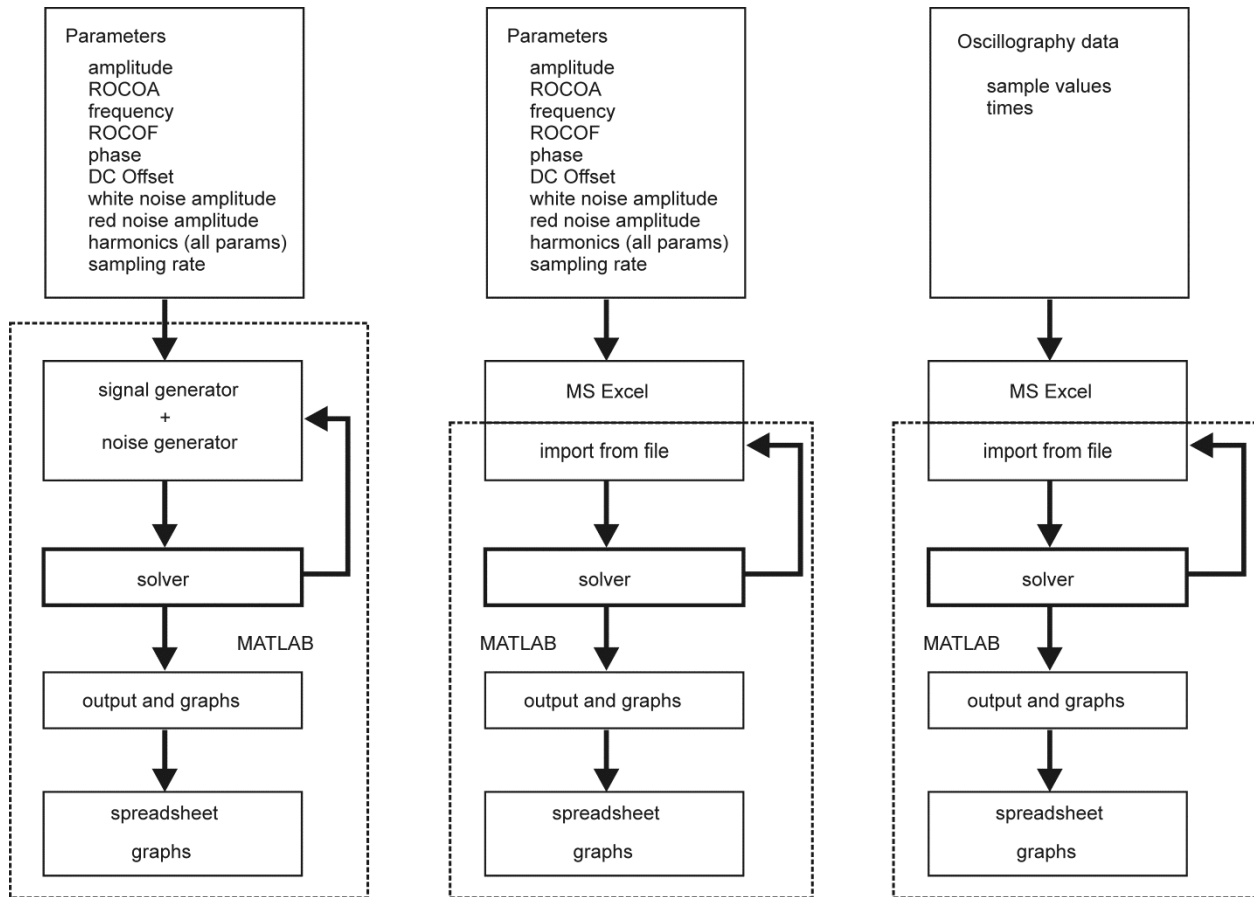 Parameters
amplitude
ROCOA
frequency
ROCOF
phase
DC Offset
white noise amplitude
red noise amplitude
harmonics (all params)
sampling rate
signal generator
+
noise generator
solver
MATLAB
output and graphs
spreadsheet
graphs
Parameters
amplitude
ROCOA
frequency
ROCOF
phase
DC Offset
white noise amplitude
red noise amplitude
harmonics (all params)
sampling rate
MS Excel
import from file
solver
MATLAB
output and graphs
spreadsheet
graphs
Oscillography data
sample values
times
MS Excel
import from file
solver
MATLAB
output and graphs
spreadsheet
graphs